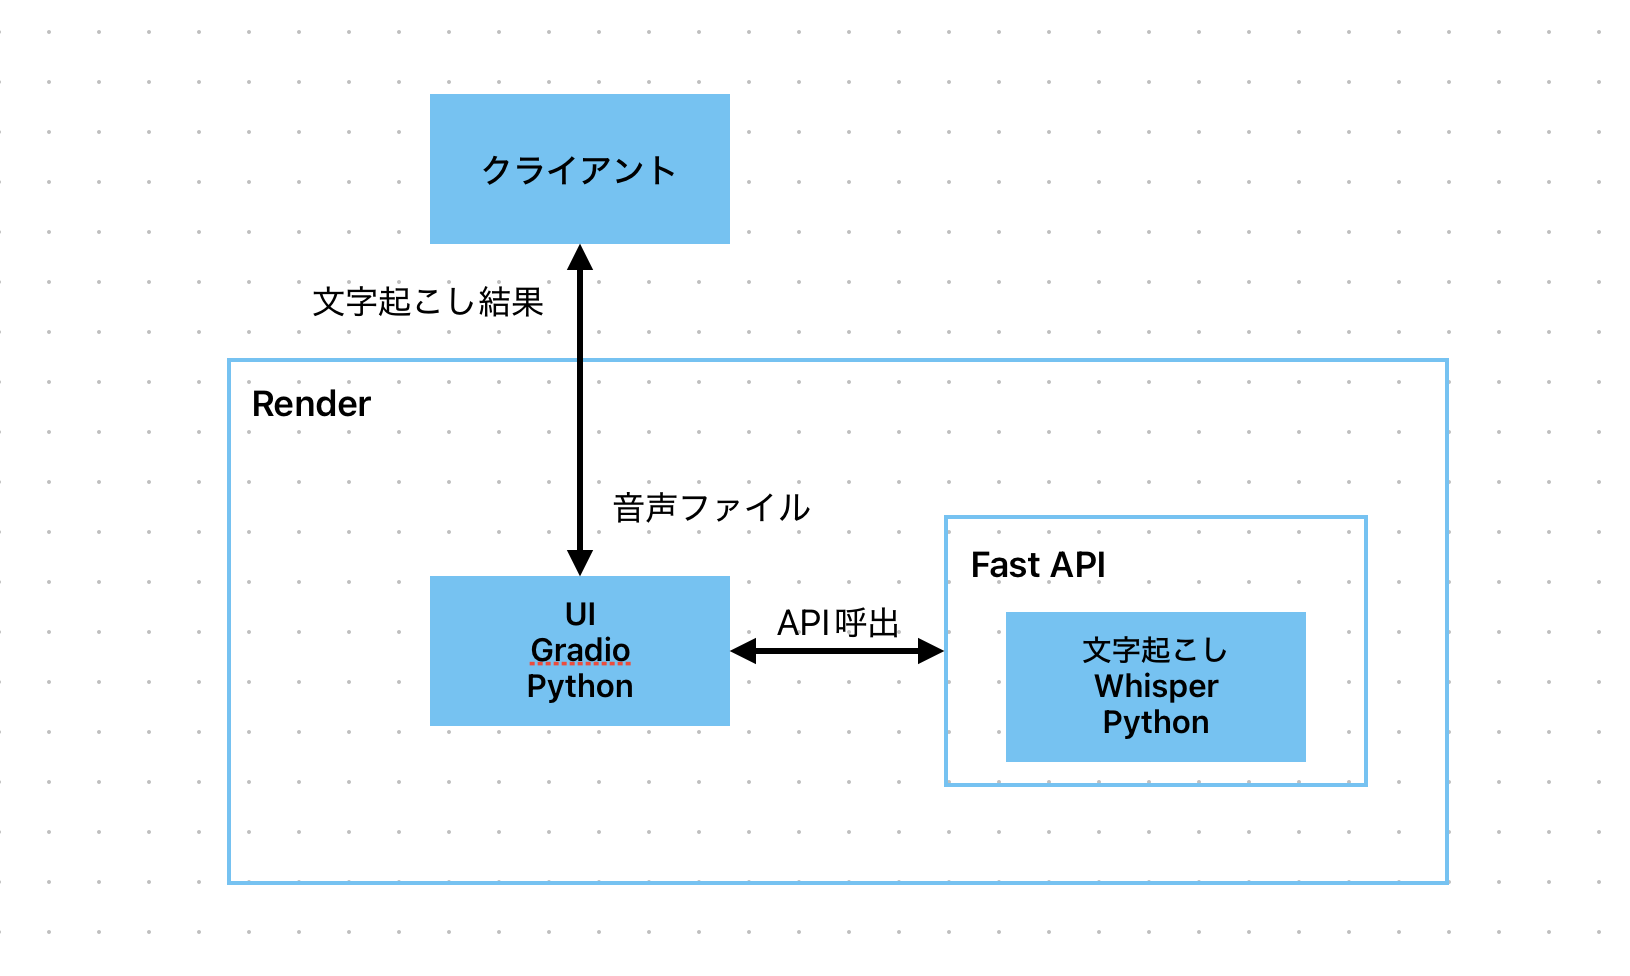 クライアント
文字起こし結果
Render
音声ファイル
Fast API
UI
Gradio
Python
API呼出
文字起こし
Whisper
Python